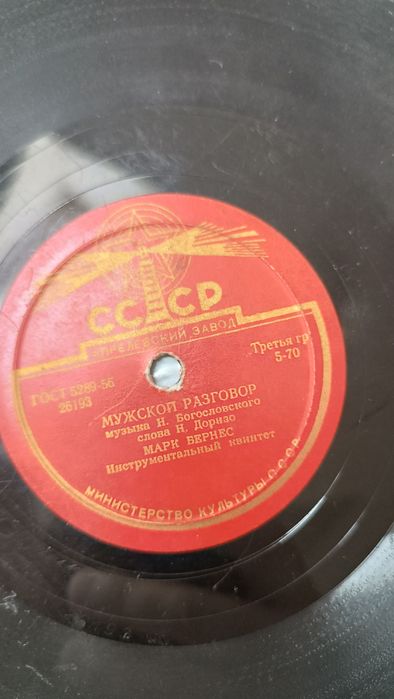 СССР
АПРЕЛЕВСКИЙ ЗАВОД
ГОСТ 5289-56
26193
Третья гр.
5-70
МУЖСКОЙ РАЗГОВОР
музыка Н. Богословского
слова Н. Доризо
МАРК БЕРНЕС
Инструментальный квинтет
МИНИСТЕРСТВО КУЛЬТУРЫ СССР